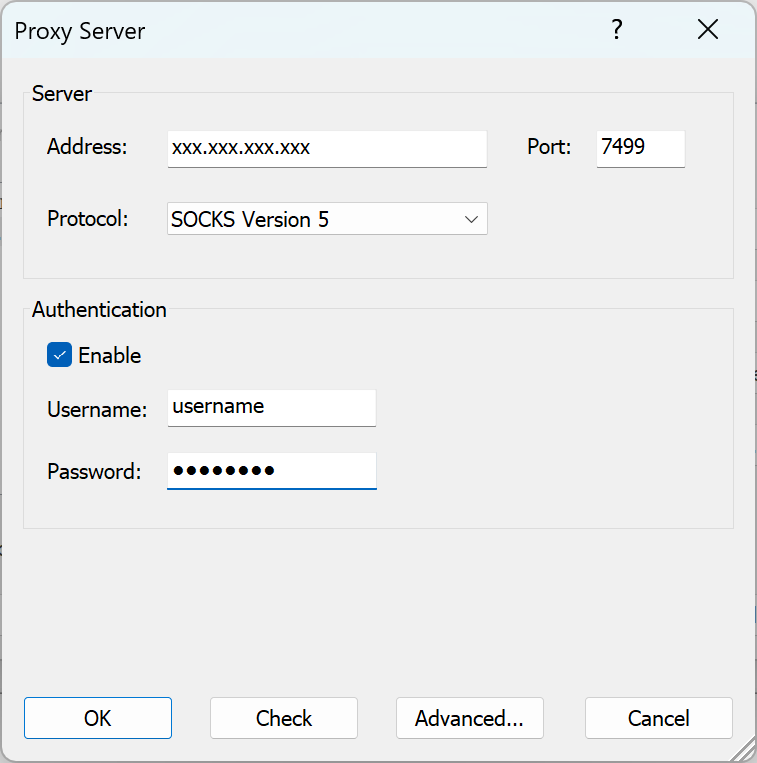 Proxy Server ?
Server
Address: xxx.xxx.xxx.xxx Port: 7499
Protocol: SOCKS Version 5
Authentication
Enable
Username: username
Password: ●●●●●●●●
OK Check Advanced... Cancel